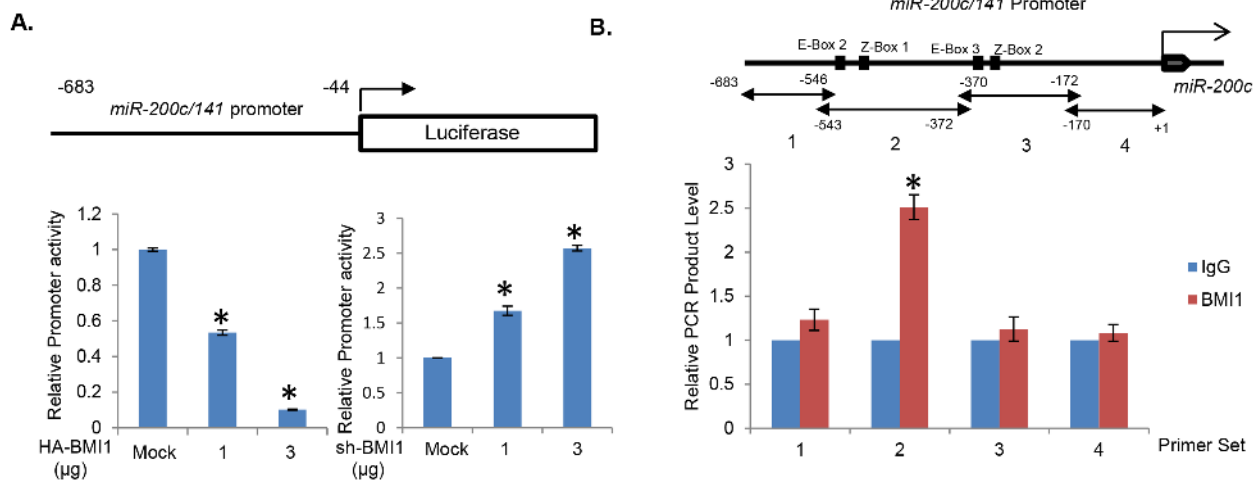 A.
-683
-44
miR-200c/141 promoter
Luciferase
Relative Promoter activity
1.2
1
0.8
0.6
0.4
0.2
0
*
*
HA-BMI1
(µg)
Mock
1
3
Relative Promoter activity
3
2.5
2
1.5
1
0.5
0
*
*
sh-BMI1
(µg)
Mock
1
3
B.
miR-200c/141 Promoter
E-Box 2
Z-Box 1
E-Box 3
Z-Box 2
-683
-546
-370
-172
miR-200c
-543
-372
-170
+1
1
2
3
4
Relative PCR Product Level
3
2.5
2
1.5
1
0.5
0
*
IgG
BMI1
1
2
3
4
Primer Set